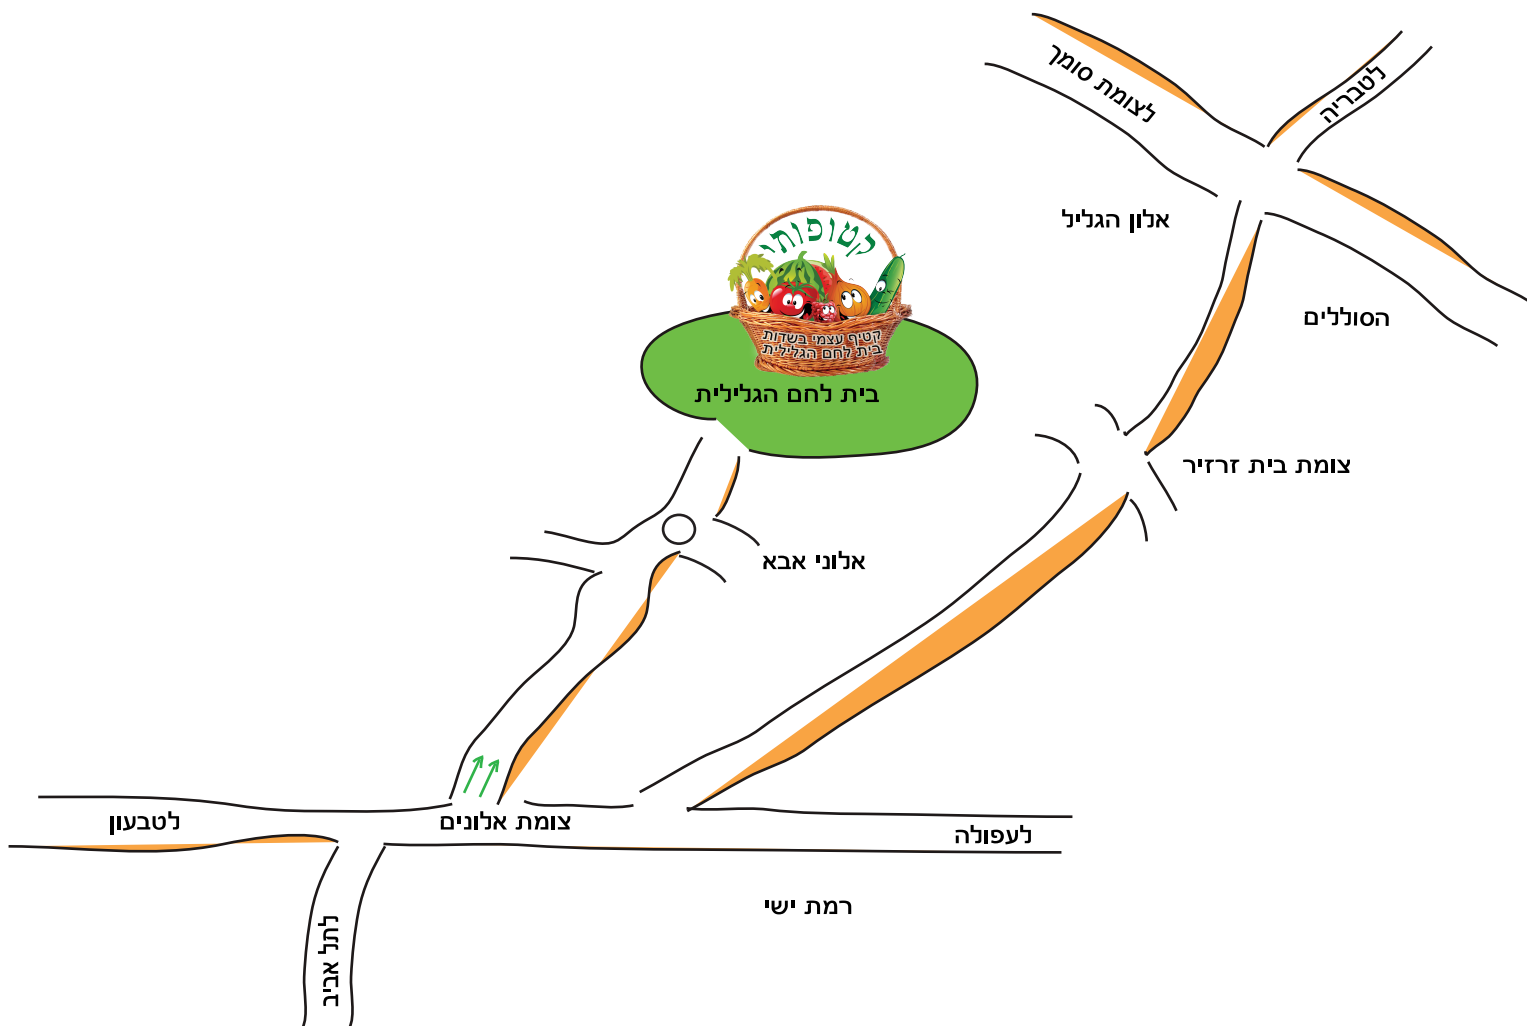 לצומת סומך
לטבריה
אלון הגליל
קטופותי
הסוללים
קטיף עצמי בשדות
בית לחם הגלילית
בית לחם הגלילית
צומת בית זרזיר
אלוני אבא
לטבעון
צומת אלונים
לעפולה
רמת ישי
לתל אביב